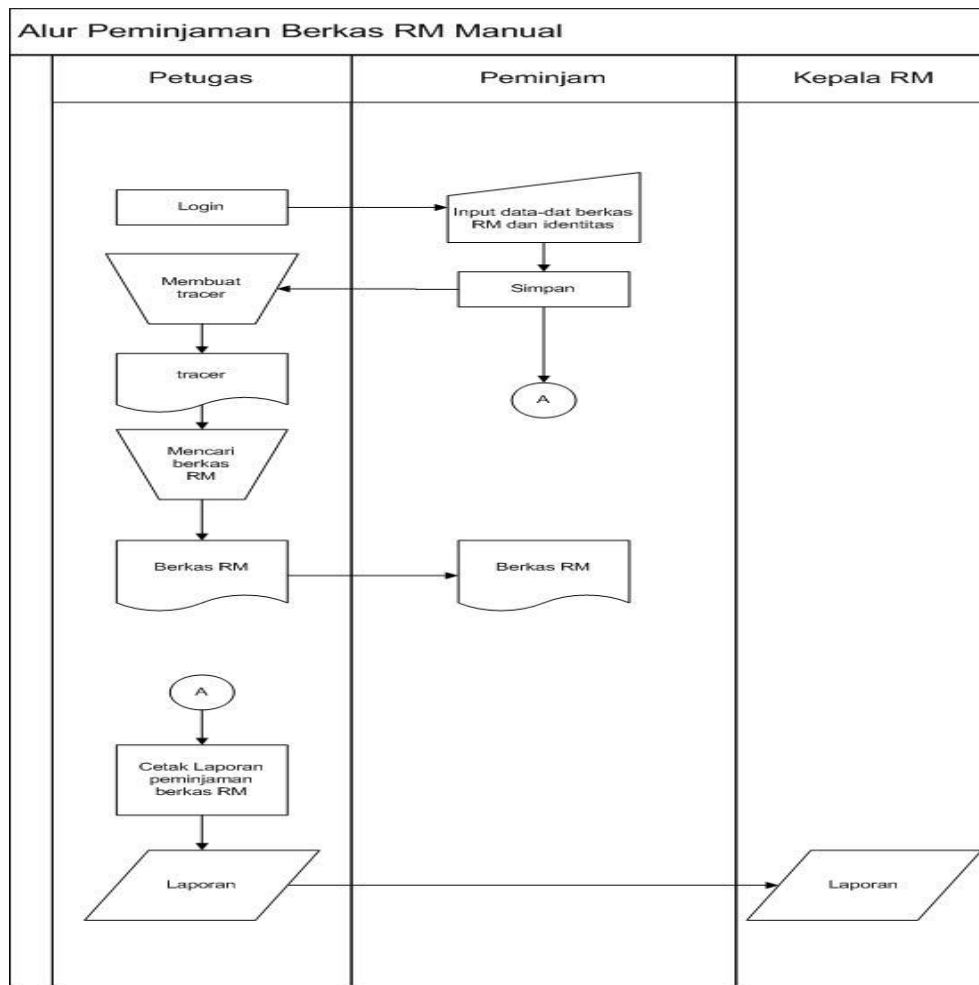 Alur Peminjaman Berkas RM Manual
Petugas
Peminjam
Kepala RM
Login
Input data-dat berkas
RM dan identitas
Membuat
tracer
Simpan
tracer
A
Mencari
berkas
RM
Berkas RM
Berkas RM
A
Cetak Laporan
peminjaman
berkas RM
Laporan
Laporan